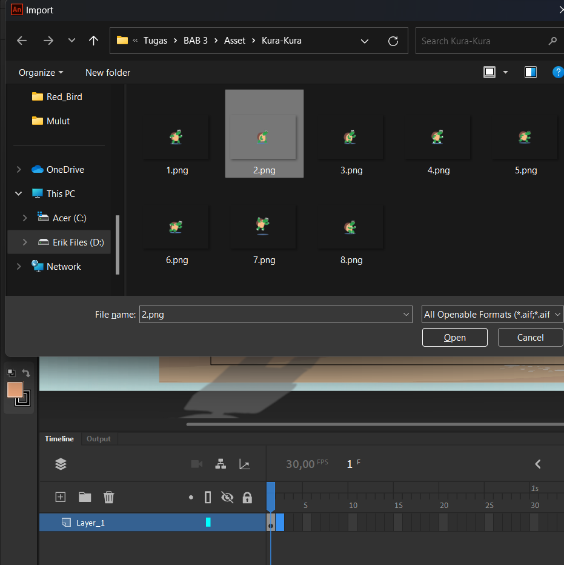 An Import
« Tugas > BAB 3 > Asset > Kura-Kura
Search Kura-Kura
Organize
New folder
Red_Bird
Mulut
OneDrive
This PC
Acer (C:)
Erik Files (D:)
Network
1.png
2.png
3.png
4.png
5.png
6.png
7.png
8.png
File name: 2.png
All Openable Formats (*.aif;*.aif
Open
Cancel
Timeline
Output
30,00 FPS
1 F
1s
5
10
15
20
25
30
Layer_1